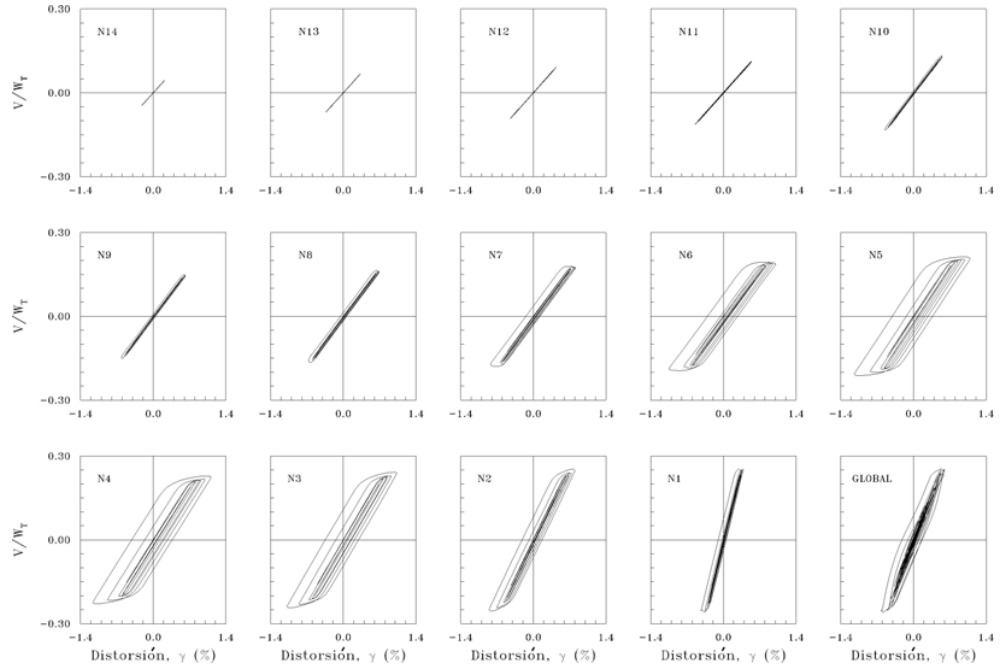 0.30 N14 N13 N12 N11 N10
V/W_T 0.00
-0.30
-1.4 0.0 1.4 -1.4 0.0 1.4 -1.4 0.0 1.4 -1.4 0.0 1.4 -1.4 0.0 1.4
0.30 N9 N8 N7 N6 N5
V/W_T 0.00
-0.30
-1.4 0.0 1.4 -1.4 0.0 1.4 -1.4 0.0 1.4 -1.4 0.0 1.4 -1.4 0.0 1.4
0.30 N4 N3 N2 N1 GLOBAL
V/W_T 0.00
-0.30
-1.4 0.0 1.4 -1.4 0.0 1.4 -1.4 0.0 1.4 -1.4 0.0 1.4 -1.4 0.0 1.4
Distorsión, γ (%) Distorsión, γ (%) Distorsión, γ (%) Distorsión, γ (%) Distorsión, γ (%)